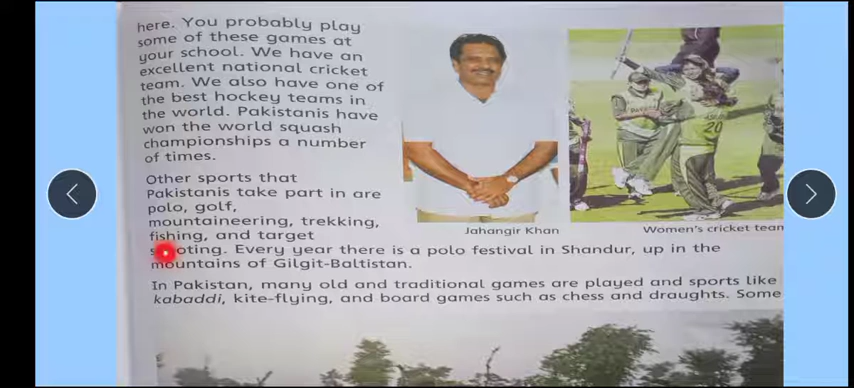 here. You probably play
some of these games at
your school. We have an
excellent national cricket
team. We also have one of
the best hockey teams in
the world. Pakistanis have
won the world squash
championships a number
of times.
Other sports that
Pakistanis take part in are
polo, golf,
mountaineering, trekking,
fishing, and target
shooting. Every year there is a polo festival in Shandur, up in the
mountains of Gilgit-Baltistan.
In Pakistan, many old and traditional games are played and sports like
kabaddi, kite-flying, and board games such as chess and draughts. Some
Jahangir Khan
Women's cricket team
20